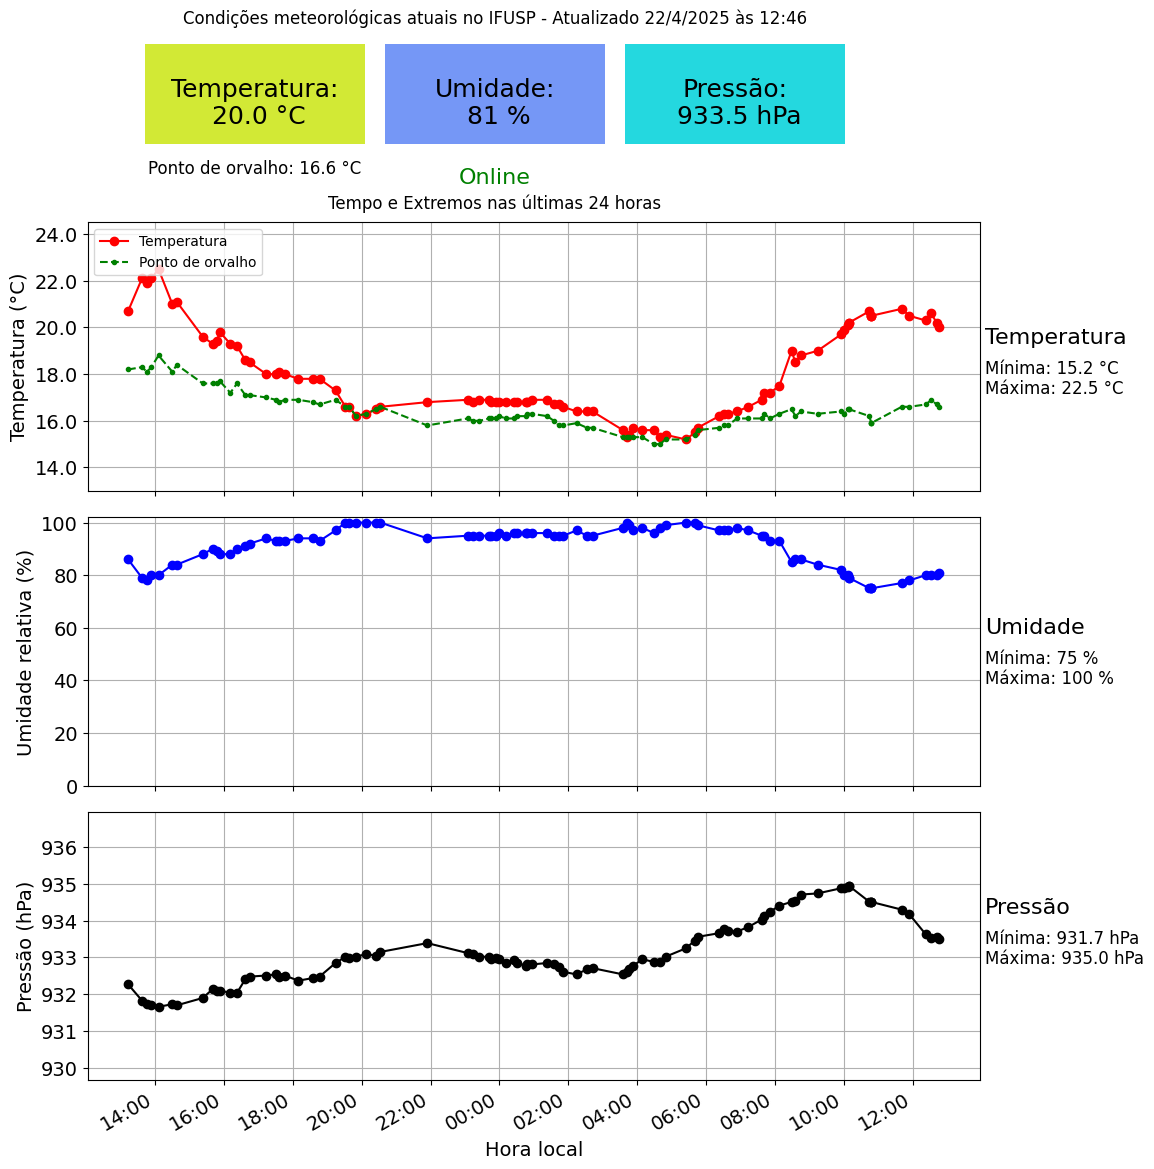 Condições meteorológicas atuais no IFUSP - Atualizado 22/4/2025 às 12:46
Temperatura:
20.0 °C
Umidade:
81 %
Pressão:
933.5 hPa
Ponto de orvalho: 16.6 °C
Online
Tempo e Extremos nas últimas 24 horas
Temperatura
Ponto de orvalho
Temperatura (°C)
24.0
22.0
20.0
18.0
16.0
14.0
Temperatura
Mínima: 15.2 °C
Máxima: 22.5 °C
Umidade relativa (%)
100
80
60
40
20
0
Umidade
Mínima: 75 %
Máxima: 100 %
Pressão (hPa)
936
935
934
933
932
931
930
Pressão
Mínima: 931.7 hPa
Máxima: 935.0 hPa
14:00
16:00
18:00
20:00
22:00
00:00
02:00
04:00
06:00
08:00
10:00
12:00
Hora local